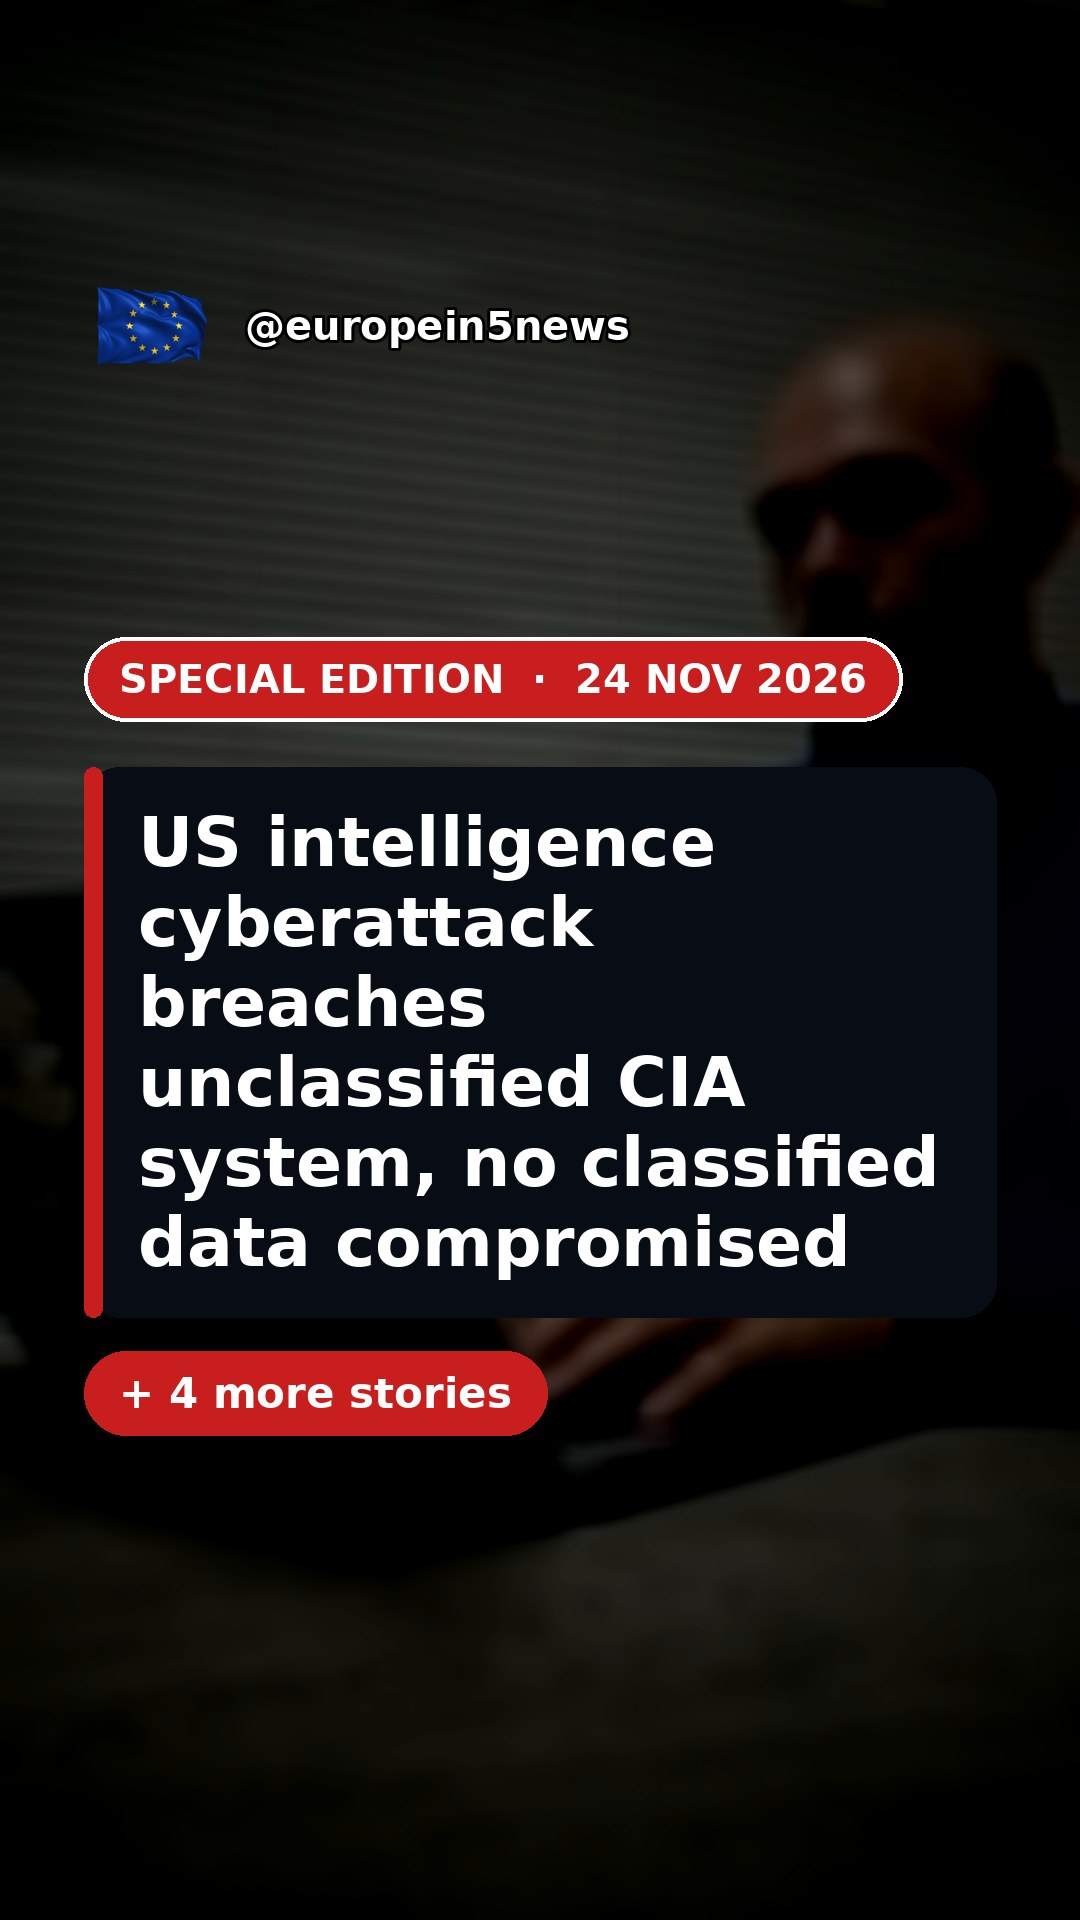 @europein5news
SPECIAL EDITION · 24 NOV 2026
US intelligence
cyberattack
breaches
unclassified CIA
system, no classified
data compromised
+ 4 more stories